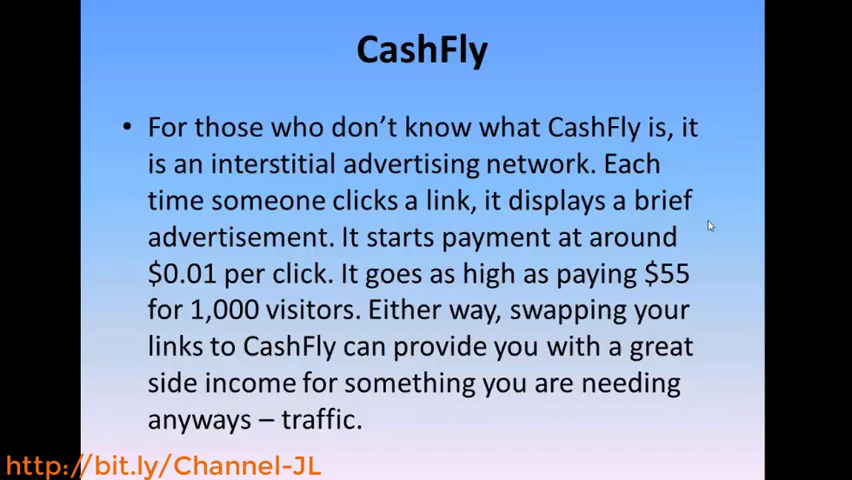 CashFly
• For those who don't know what CashFly is, it
is an interstitial advertising network. Each
time someone clicks a link, it displays a brief
advertisement. It starts payment at around
$0.01 per click. It goes as high as paying $55
for 1,000 visitors. Either way, swapping your
links to CashFly can provide you with a great
side income for something you are needing
anyways – traffic.
http://bit.ly/Channel-JL